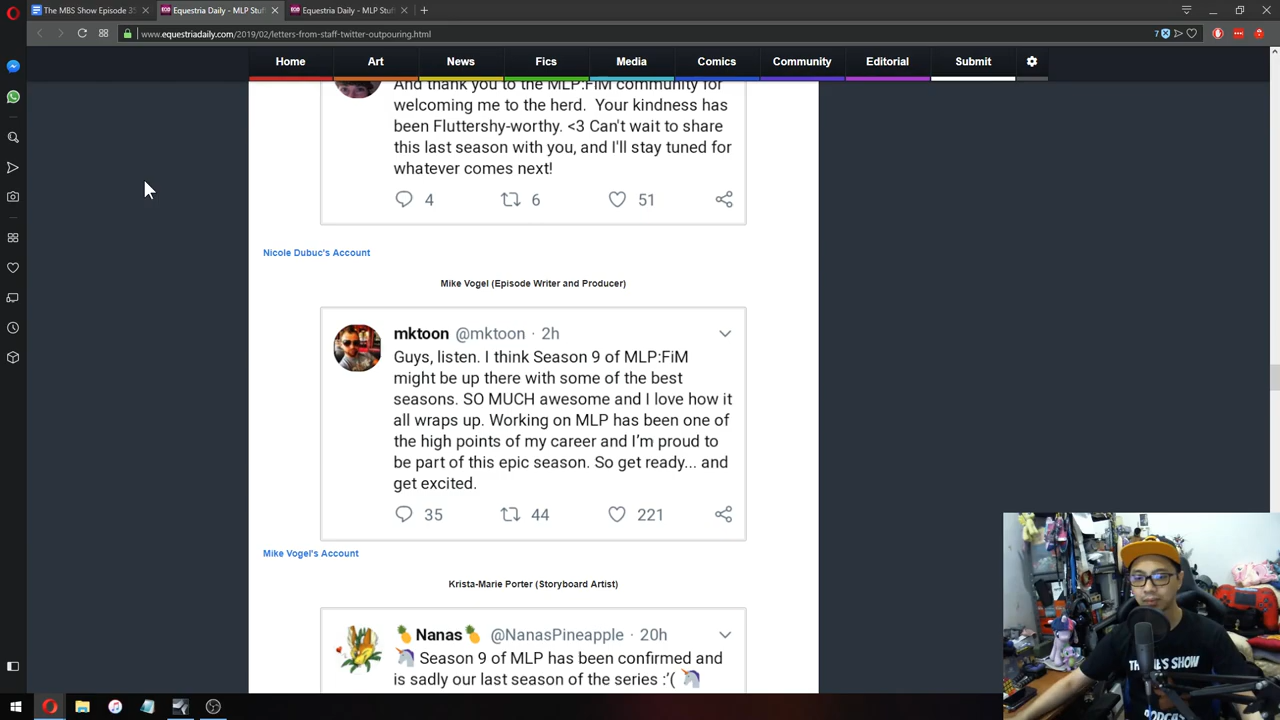 The MBS Show Episode 35
Equestria Daily - MLP Stuf
Equestria Daily - MLP Stuf
www.equestriadaily.com/2019/02/letters-from-staff-twitter-outpouring.html
7
Home
Art
News
Fics
Media
Comics
Community
Editorial
Submit
And thank you to the MLP:FiM community for
welcoming me to the herd. Your kindness has
been Fluttershy-worthy. <3 Can't wait to share
this last season with you, and I'll stay tuned for
whatever comes next!
4 6 51
Nicole Dubuc's Account
Mike Vogel (Episode Writer and Producer)
mktoon @mktoon · 2h
Guys, listen. I think Season 9 of MLP:FiM
might be up there with some of the best
seasons. SO MUCH awesome and I love how it
all wraps up. Working on MLP has been one of
the high points of my career and I'm proud to
be part of this epic season. So get ready... and
get excited.
35 44 221
Mike Vogel's Account
Krista-Marie Porter (Storyboard Artist)
🍍Nanas🍍 @NanasPineapple · 20h
🦄 Season 9 of MLP has been confirmed and
is sadly our last season of the series :'( 🦄